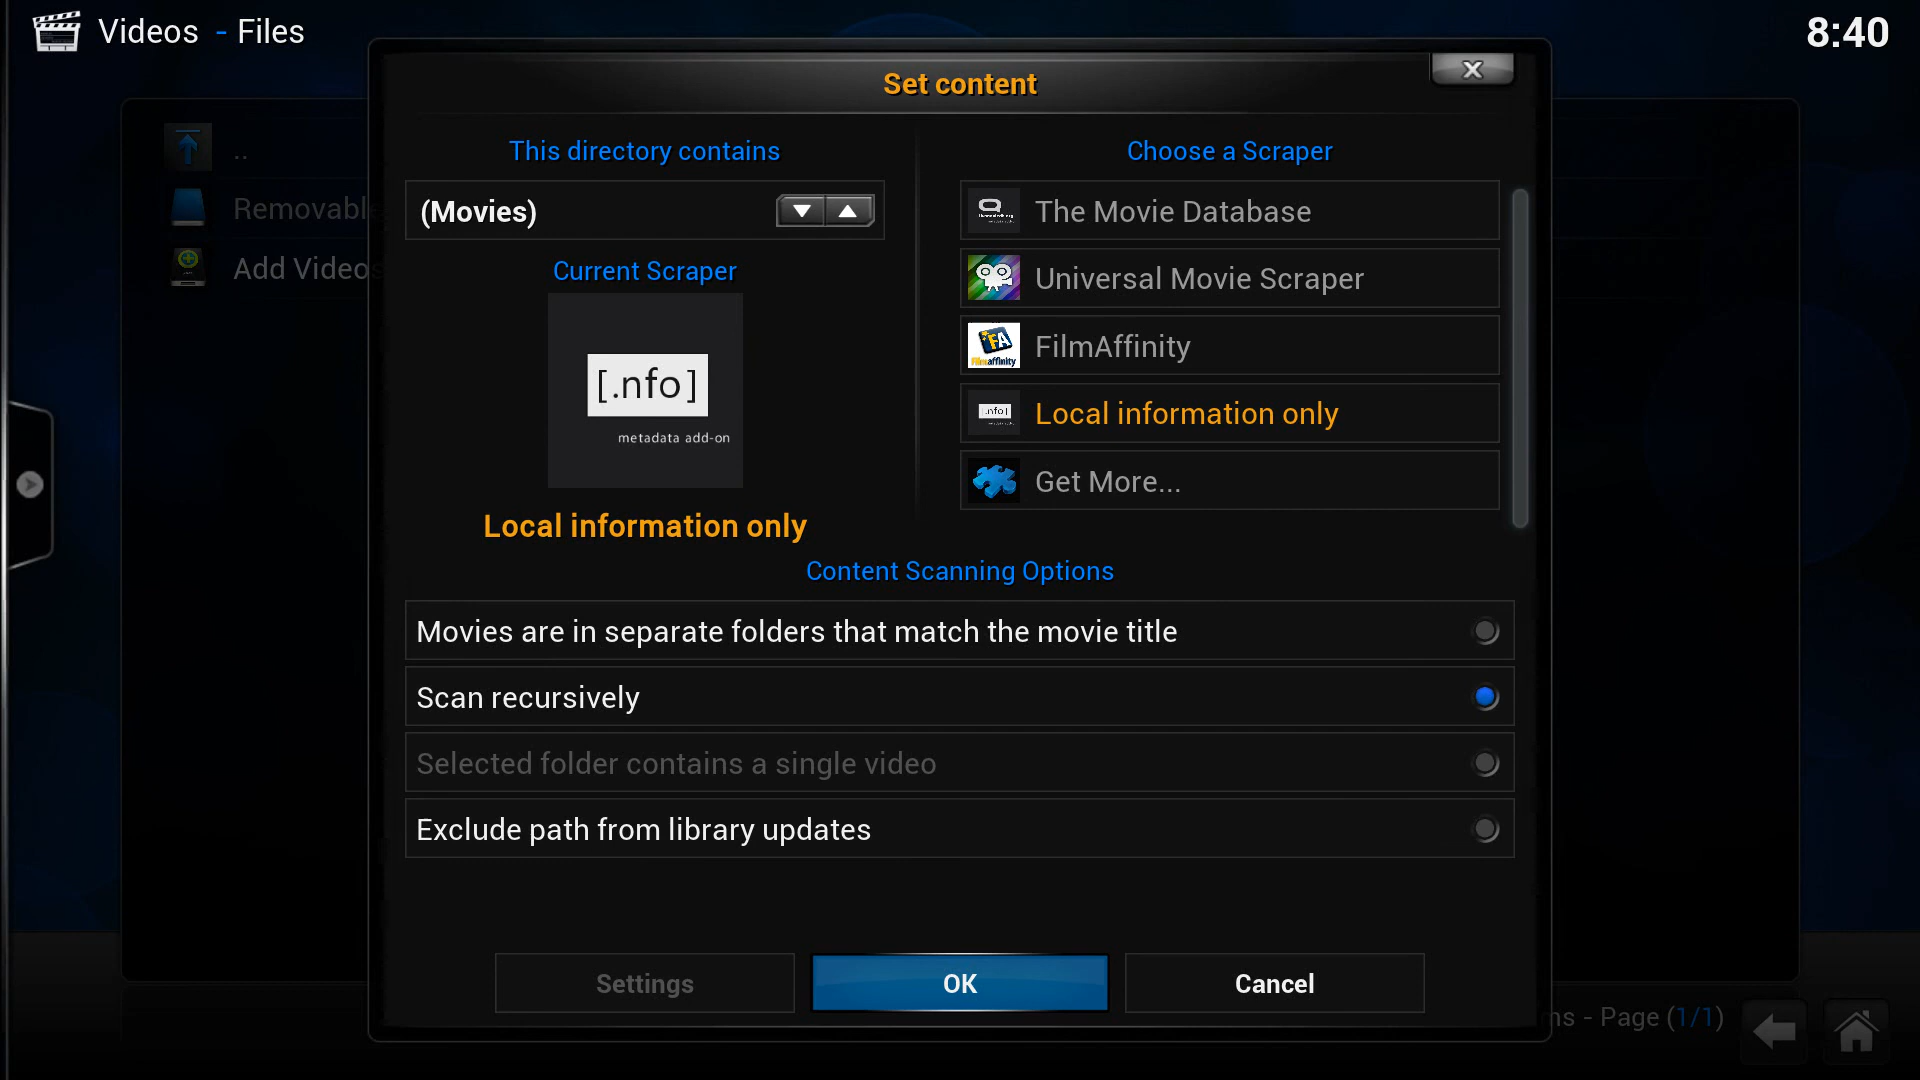 Videos - Files
8:40
Set content
This directory contains
(Movies)
Current Scraper
[.nfo]
metadata add-on
Local information only
Choose a Scraper
The Movie Database
Universal Movie Scraper
FilmAffinity
Local information only
Get More...
Content Scanning Options
Movies are in separate folders that match the movie title
Scan recursively
Selected folder contains a single video
Exclude path from library updates
Settings
OK
Cancel
..
Removabl
Add Videos
ms - Page (1/1)